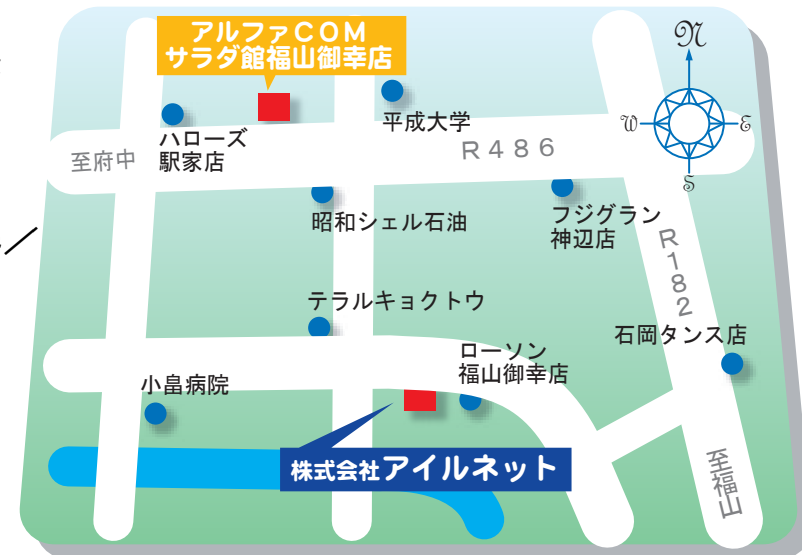 アルファCOM
サラダ館福山御幸店
N
W
E
S
平成大学
ハローズ
駅家店
至府中
R486
昭和シェル石油
フジグラン
神辺店
R182
テラルキョクトウ
石岡タンス店
ローソン
福山御幸店
小畠病院
株式会社アイルネット
至福山